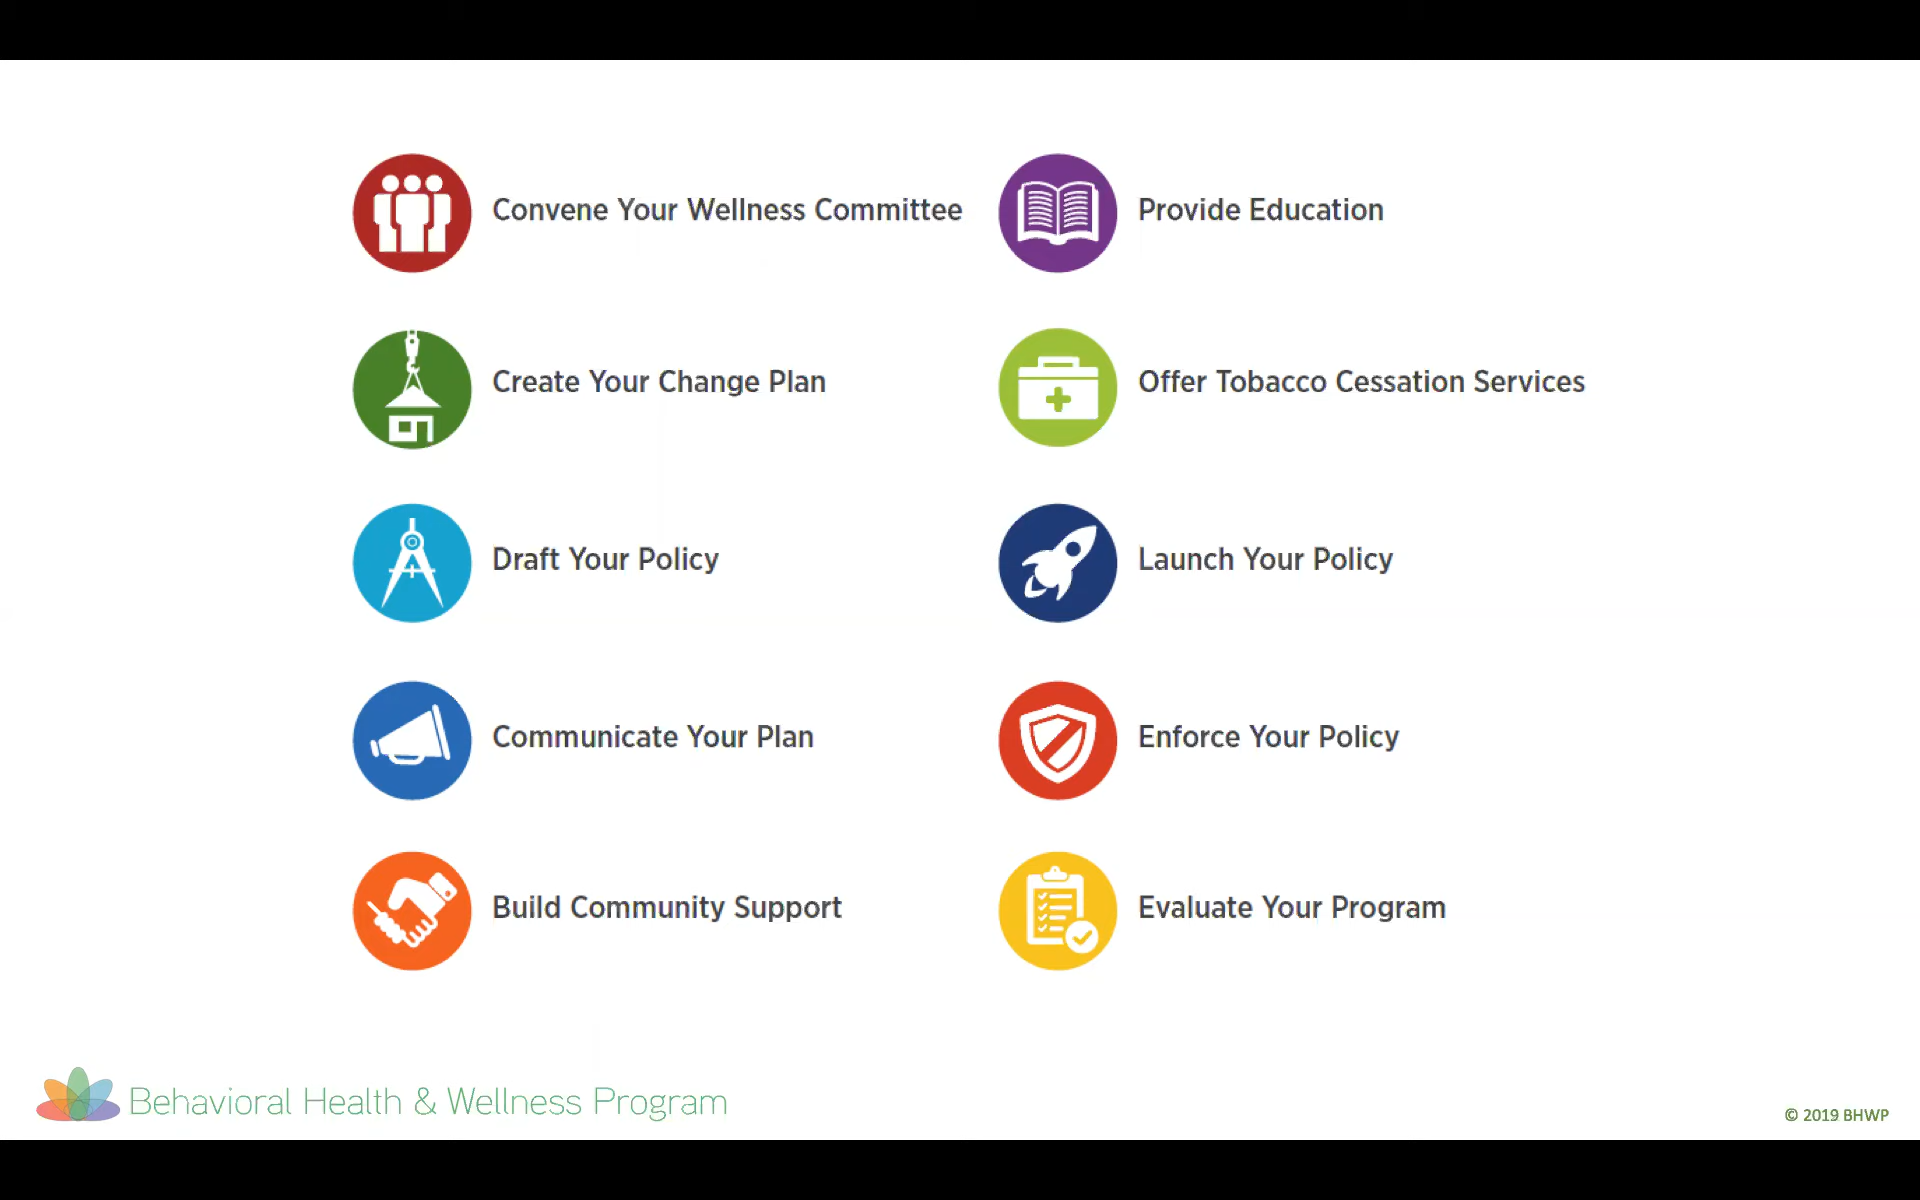 Convene Your Wellness Committee
Create Your Change Plan
Draft Your Policy
Communicate Your Plan
Build Community Support
Provide Education
Offer Tobacco Cessation Services
Launch Your Policy
Enforce Your Policy
Evaluate Your Program
Behavioral Health & Wellness Program
© 2019 BHWP